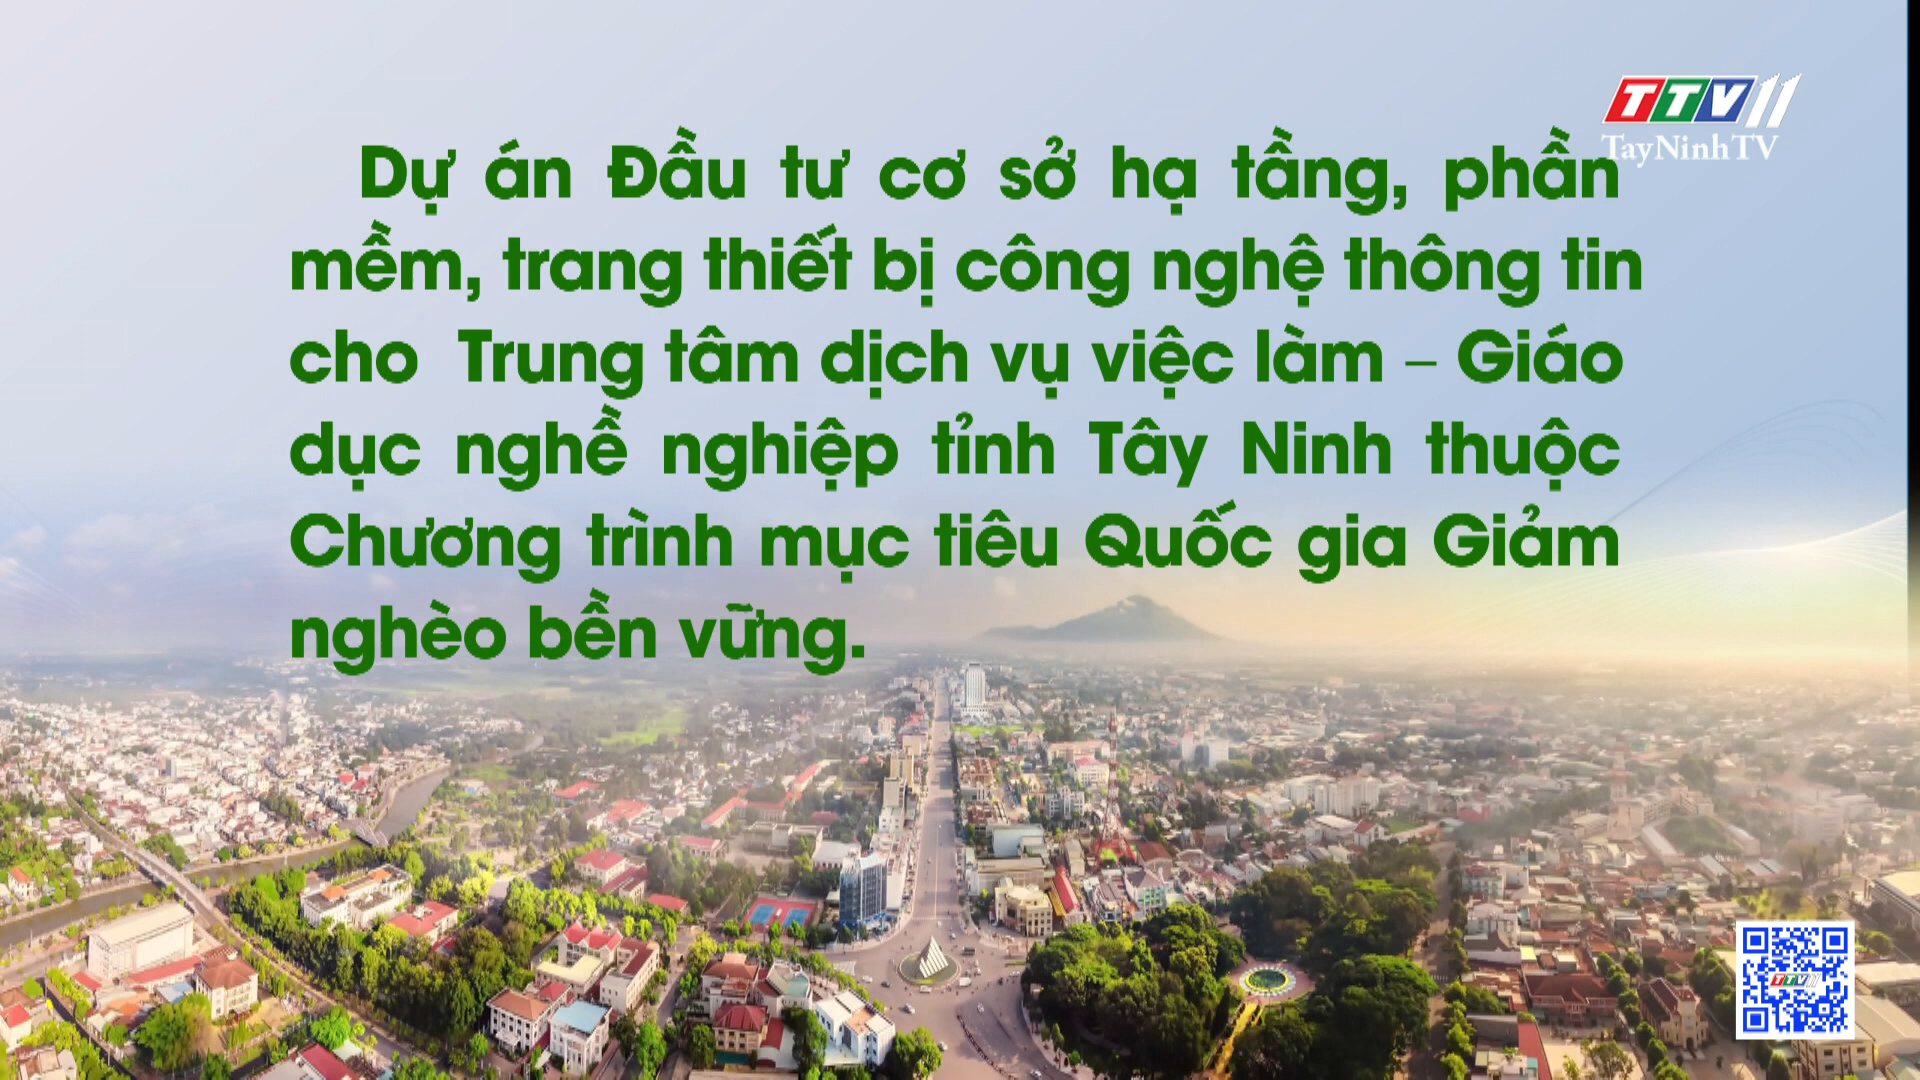 TTV11
TayNinhTV
Dự án Đầu tư cơ sở hạ tầng, phần
mềm, trang thiết bị công nghệ thông tin
cho Trung tâm dịch vụ việc làm – Giáo
dục nghề nghiệp tỉnh Tây Ninh thuộc
Chương trình mục tiêu Quốc gia Giảm
nghèo bền vững.
TTV11